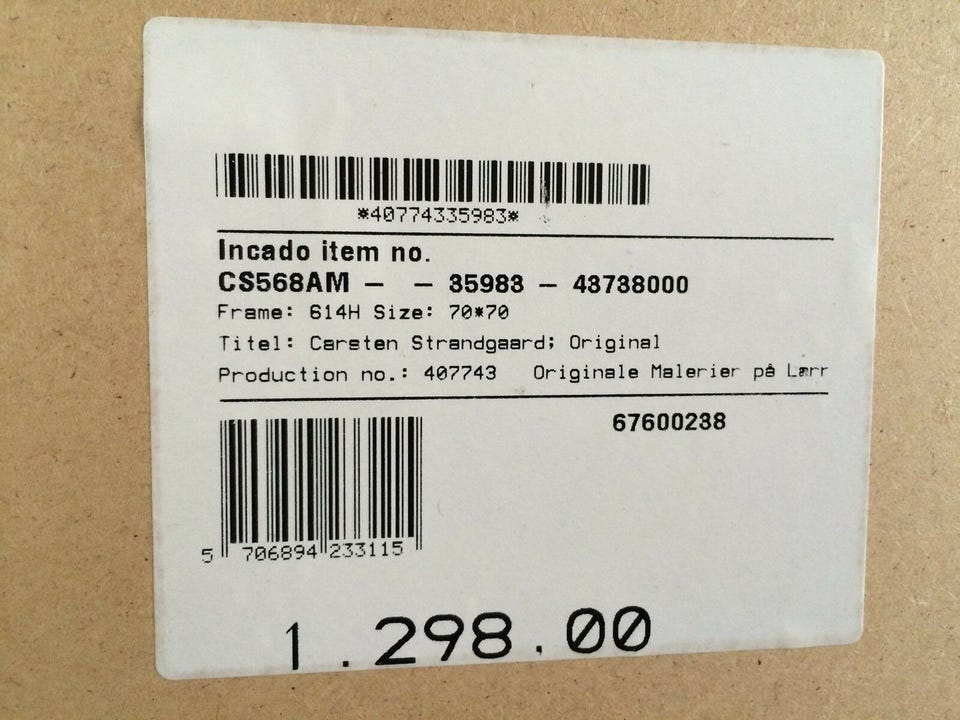 *40774335983*
Incado item no.
CS568AM - - 35983 - 43738000
Frame: 614H Size: 70*70
Titel: Carsten Strandgaard; Original
Production no.: 407743 Originale Malerier på Lærr
67600238
5 706894 233115
1.298.00